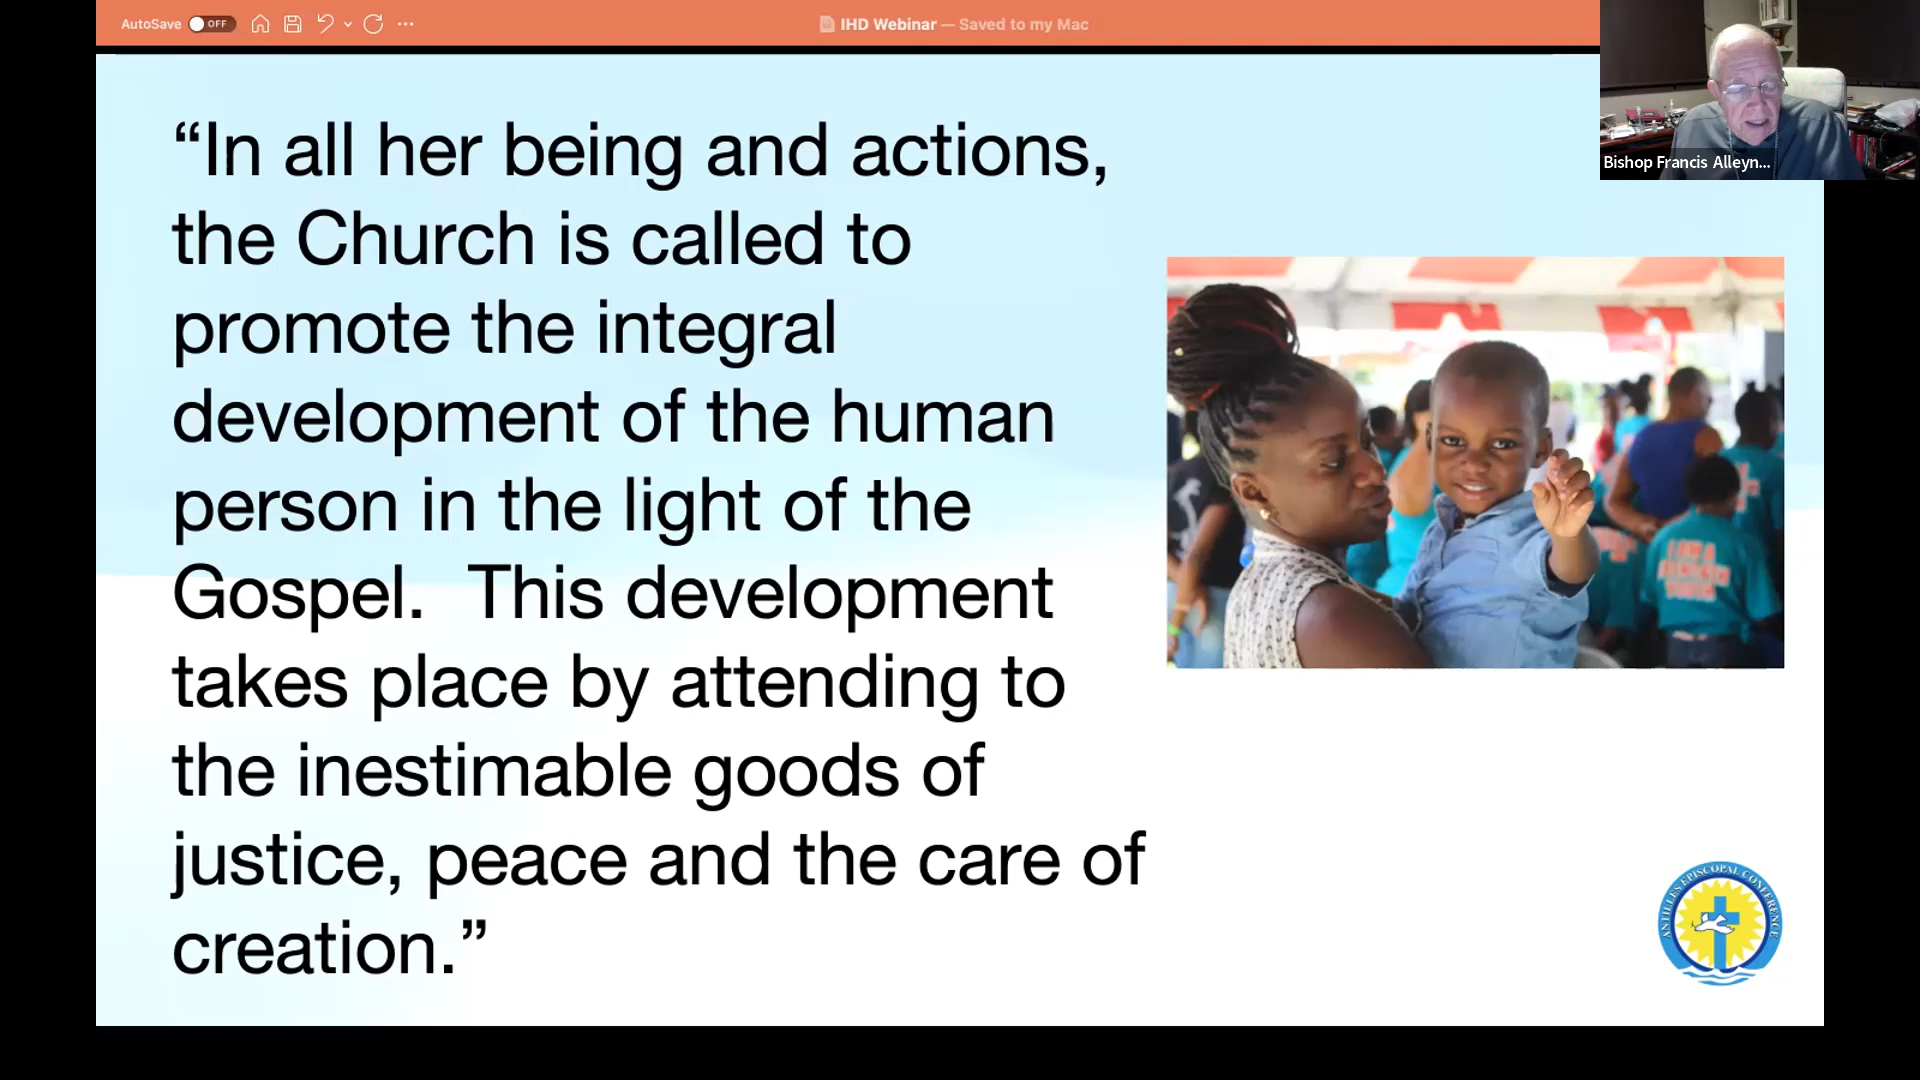 AutoSave OFF
IHD Webinar — Saved to my Mac
Bishop Francis Alleyn...
“In all her being and actions,
the Church is called to
promote the integral
development of the human
person in the light of the
Gospel.  This development
takes place by attending to
the inestimable goods of
justice, peace and the care of
creation.”
I AM A
ANTILLES EPISCOPAL CONFERENCE